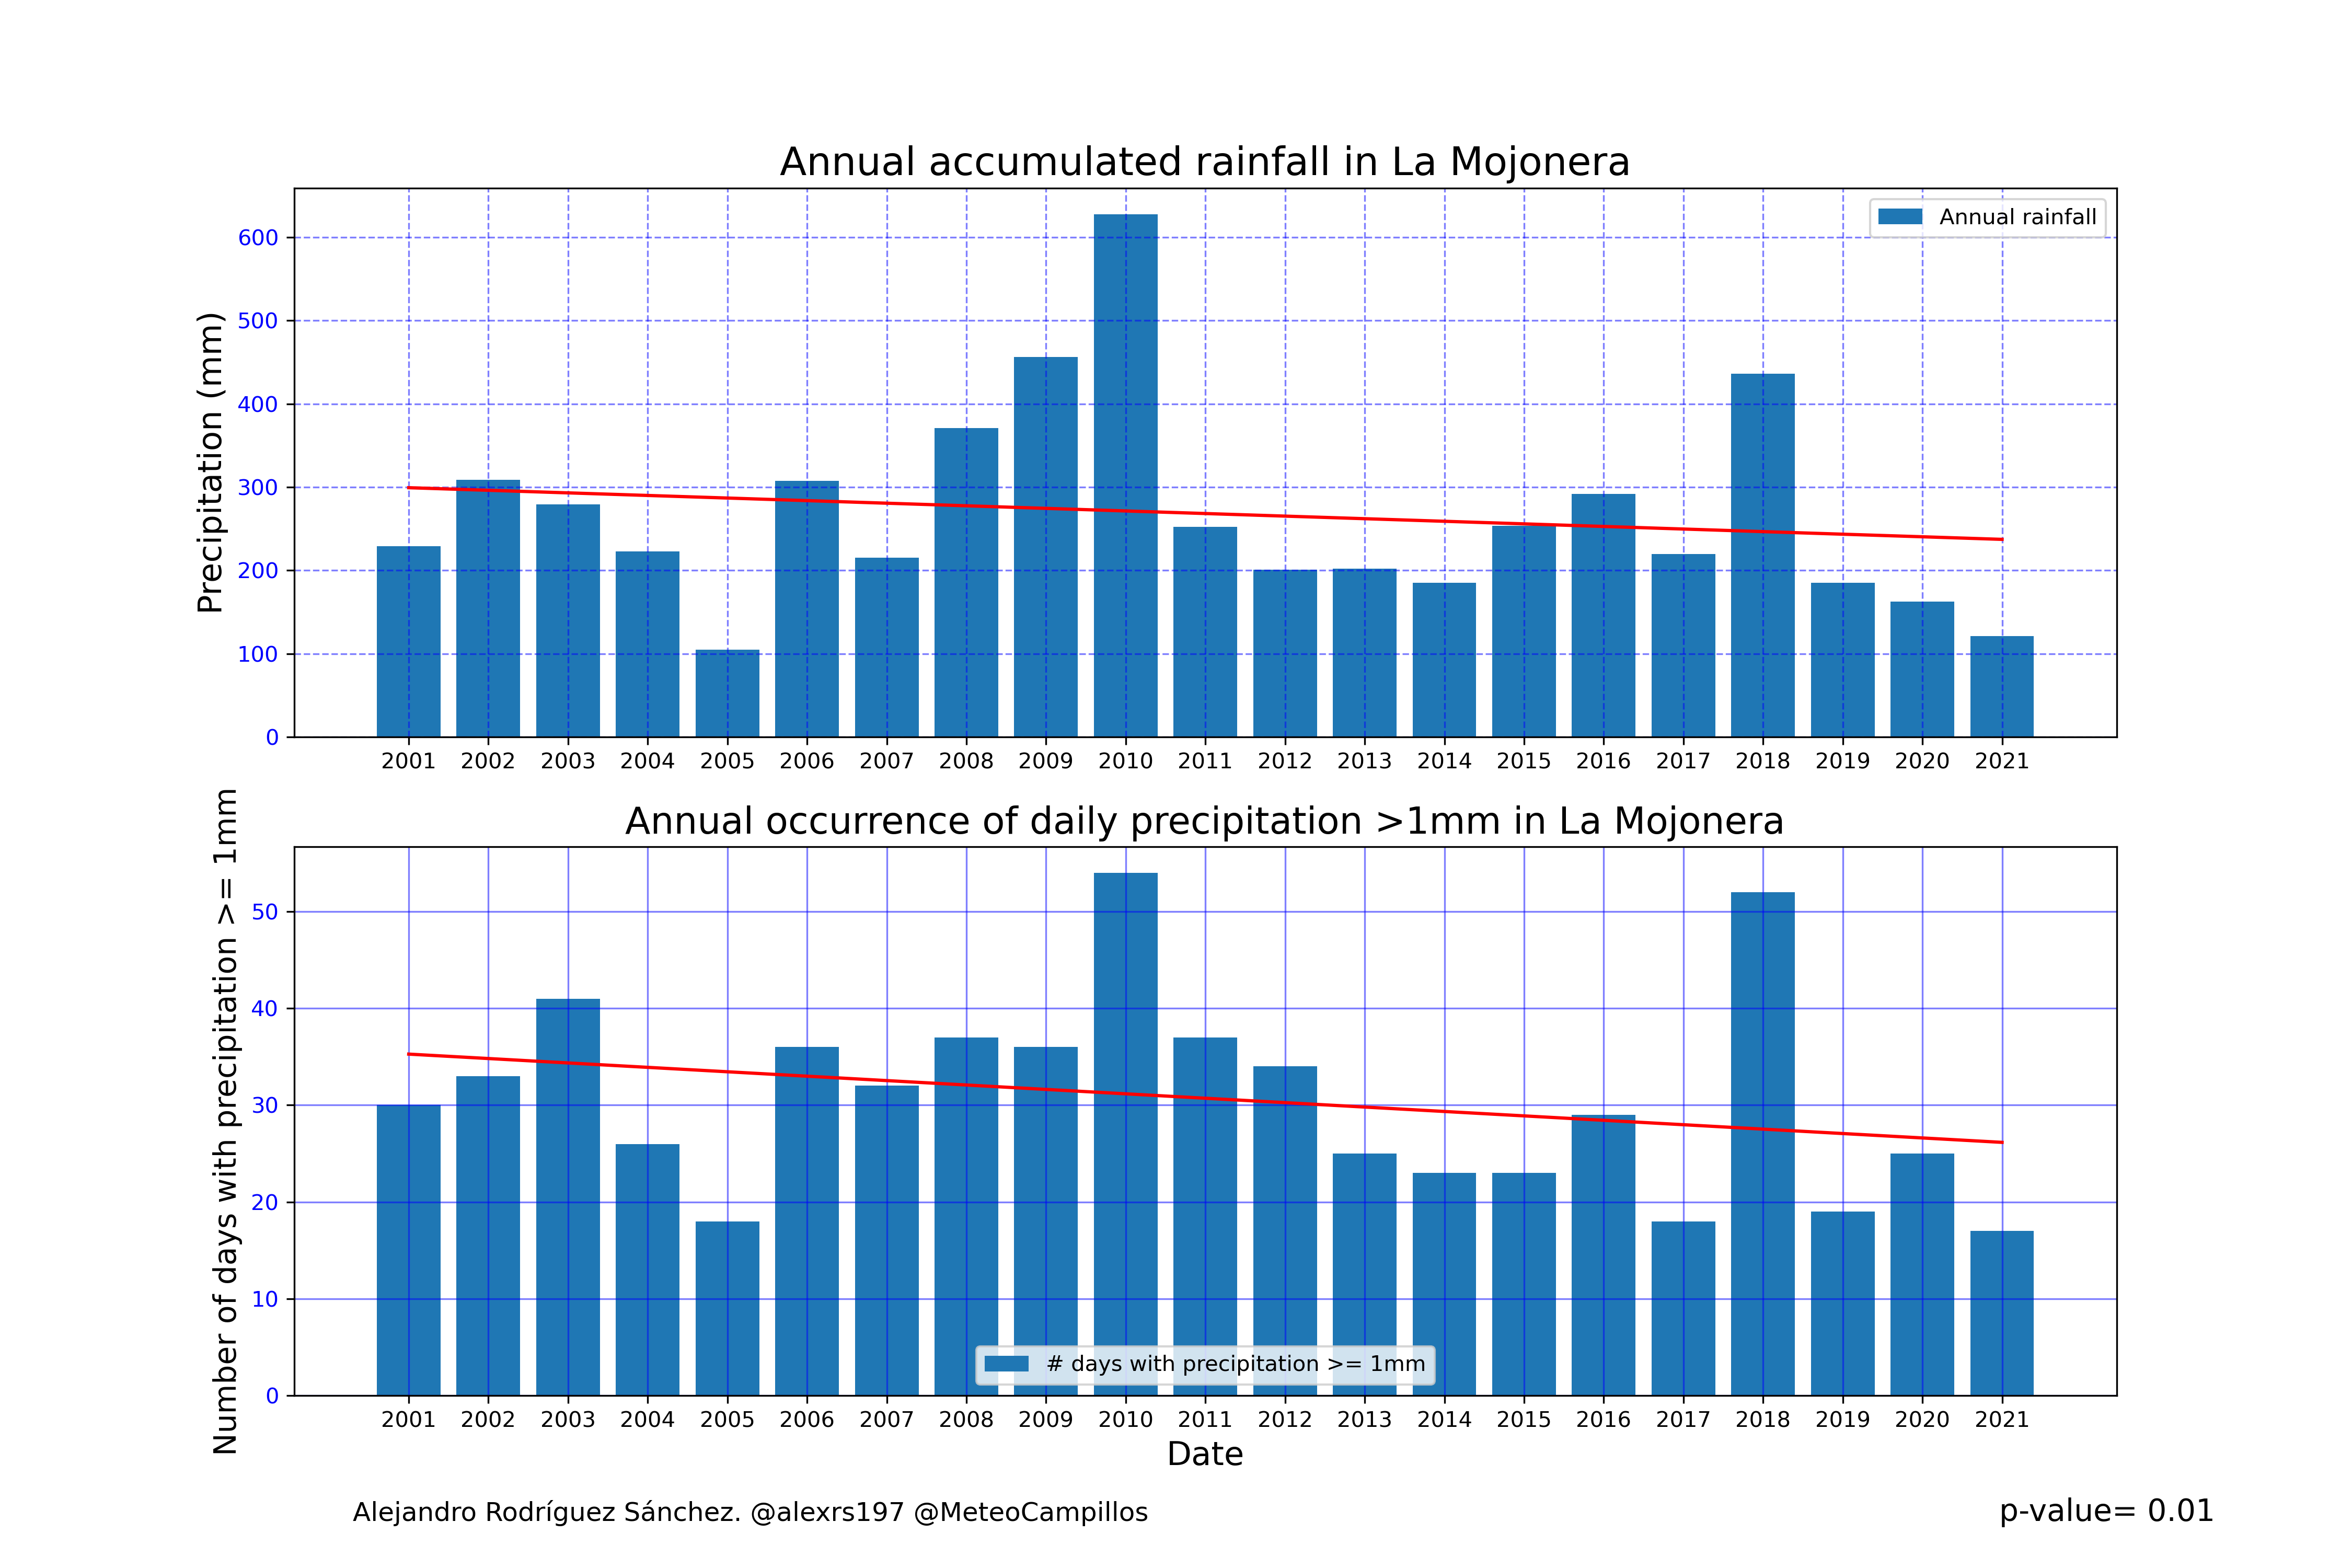 Annual accumulated rainfall in La Mojonera
Precipitation (mm)
600
500
400
300
200
100
0
Annual rainfall
2001 2002 2003 2004 2005 2006 2007 2008 2009 2010 2011 2012 2013 2014 2015 2016 2017 2018 2019 2020 2021
Annual occurrence of daily precipitation >1mm in La Mojonera
Number of days with precipitation >= 1mm
50
40
30
20
10
0
# days with precipitation >= 1mm
2001 2002 2003 2004 2005 2006 2007 2008 2009 2010 2011 2012 2013 2014 2015 2016 2017 2018 2019 2020 2021
Date
Alejandro Rodríguez Sánchez. @alexrs197 @MeteoCampillos
p-value= 0.01